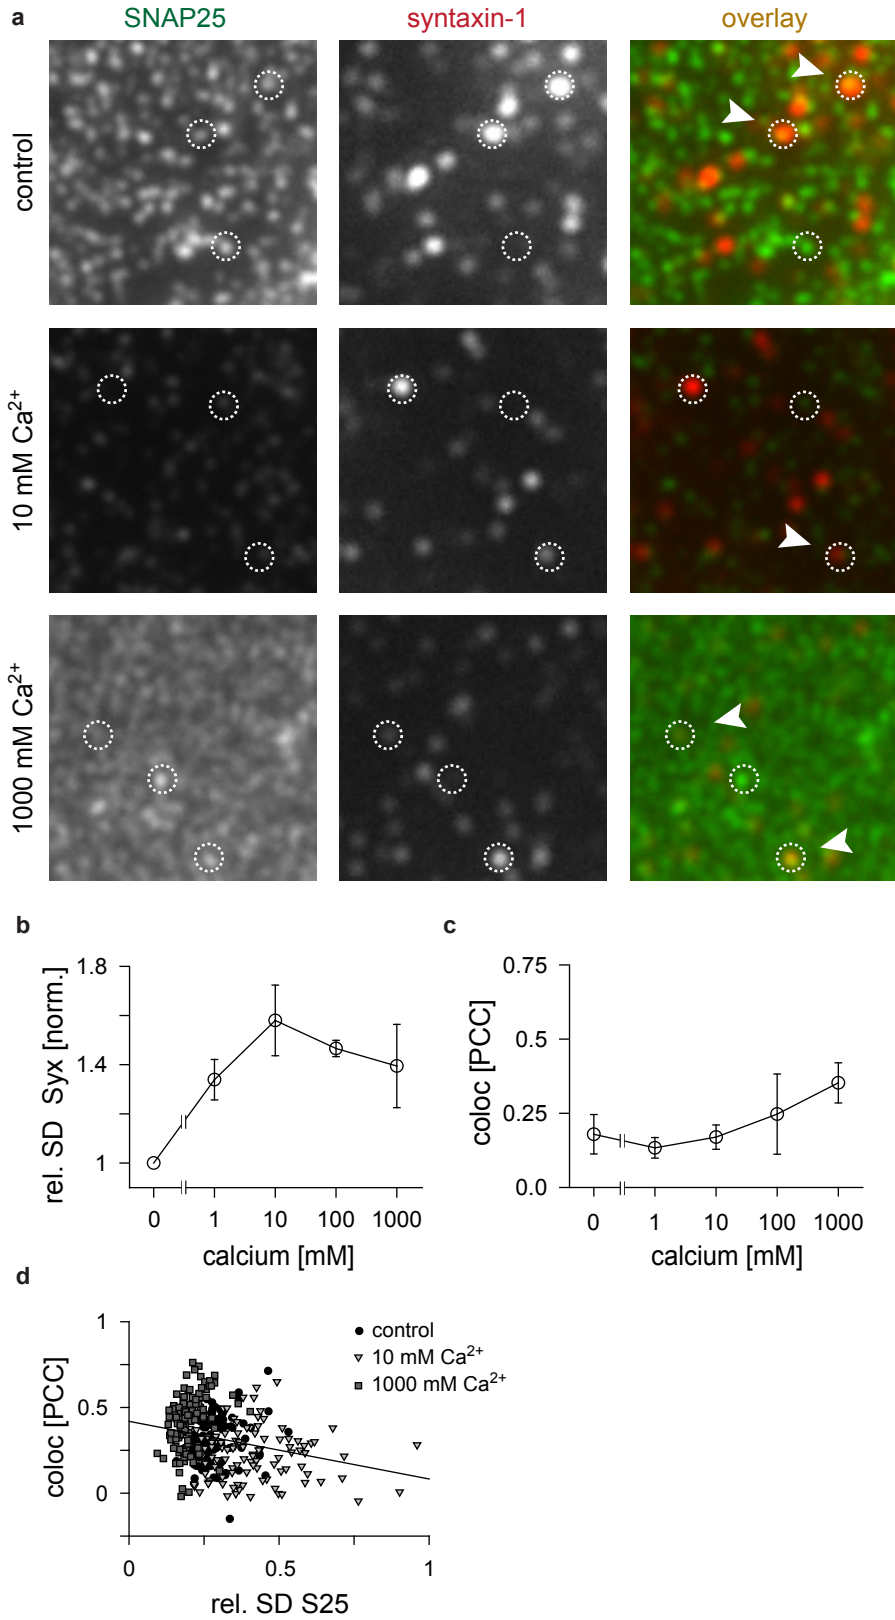 a
SNAP25 syntaxin-1 overlay
control
10 mM Ca²⁺
1000 mM Ca²⁺
b
rel. SD Syx [norm.]
1.8
1.4
1
0 1 10 100 1000
calcium [mM]
c
coloc [PCC]
0.75
0.5
0.25
0.0
0 1 10 100 1000
calcium [mM]
d
coloc [PCC]
1
0.5
0
control
10 mM Ca²⁺
1000 mM Ca²⁺
0 0.5 1
rel. SD S25